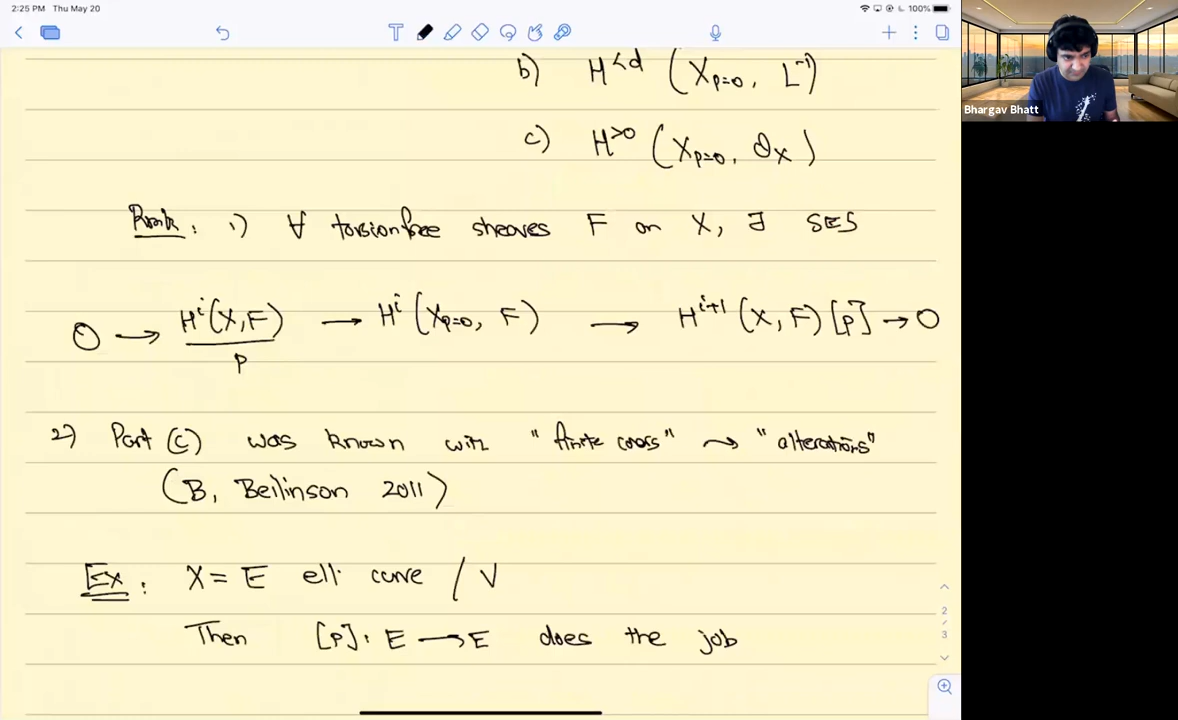 2:25 PM Thu May 20
100%
b) H^{<d} (X_{p=0}, L^{-1})
Bhargav Bhatt
c) H^{>0} (X_{p=0}, O_X)
Rmk: 1) ∀ torsionfree sheaves F on X, ∃ SES
O → H^i(X,F)/p → H^i(X_{p=0}, F) → H^{i+1}(X,F)[p] → O
2) Part (c) was known with "finite covers" ⇝ "alterations"
(B, Beilinson 2011)
Ex: X = E ell. curve / V
Then [p]: E → E does the job
2
/
3